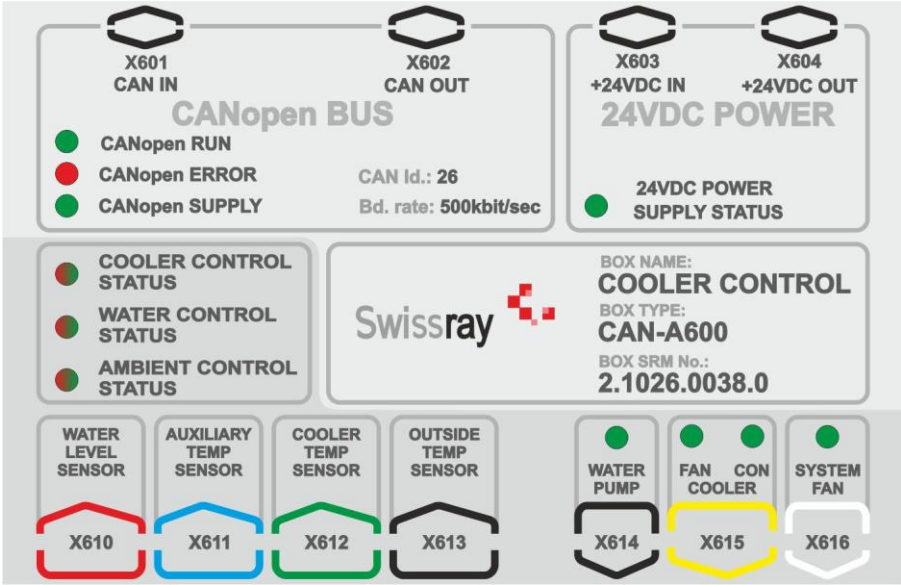 X601
CAN IN
X602
CAN OUT
CANopen BUS
CANopen RUN
CANopen ERROR
CAN Id.: 26
CANopen SUPPLY
Bd. rate: 500kbit/sec
X603
+24VDC IN
X604
+24VDC OUT
24VDC POWER
24VDC POWER
SUPPLY STATUS
COOLER CONTROL
STATUS
WATER CONTROL
STATUS
AMBIENT CONTROL
STATUS
Swissray
BOX NAME:
COOLER CONTROL
BOX TYPE:
CAN-A600
BOX SRM No.:
2.1026.0038.0
WATER
LEVEL
SENSOR
X610
AUXILIARY
TEMP
SENSOR
X611
COOLER
TEMP
SENSOR
X612
OUTSIDE
TEMP
SENSOR
X613
WATER
PUMP
X614
FAN CON
COOLER
X615
SYSTEM
FAN
X616